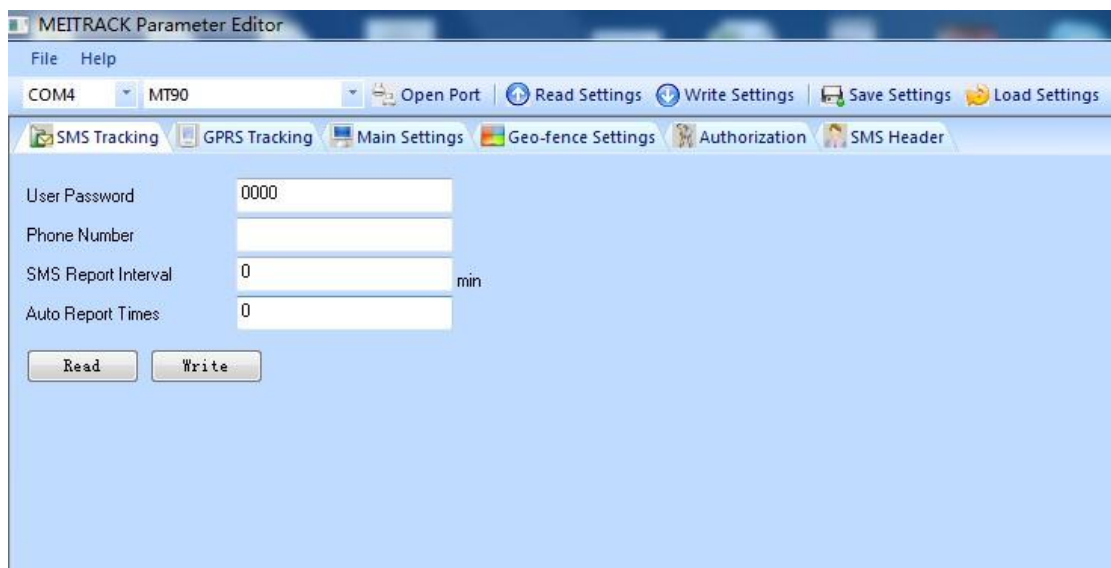 MEITRACK Parameter Editor
File Help
COM4 MT90 Open Port Read Settings Write Settings Save Settings Load Settings
SMS Tracking GPRS Tracking Main Settings Geo-fence Settings Authorization SMS Header
User Password 0000
Phone Number
SMS Report Interval 0 min
Auto Report Times 0
Read Write